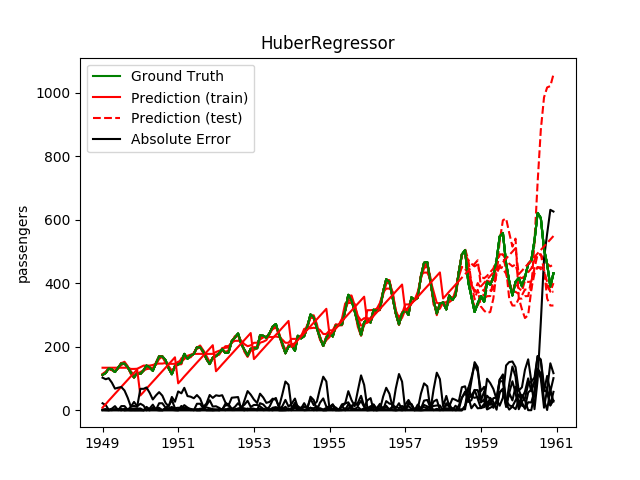 HuberRegressor
Ground Truth
Prediction (train)
Prediction (test)
Absolute Error
passengers
1000
800
600
400
200
0
1949 1951 1953 1955 1957 1959 1961